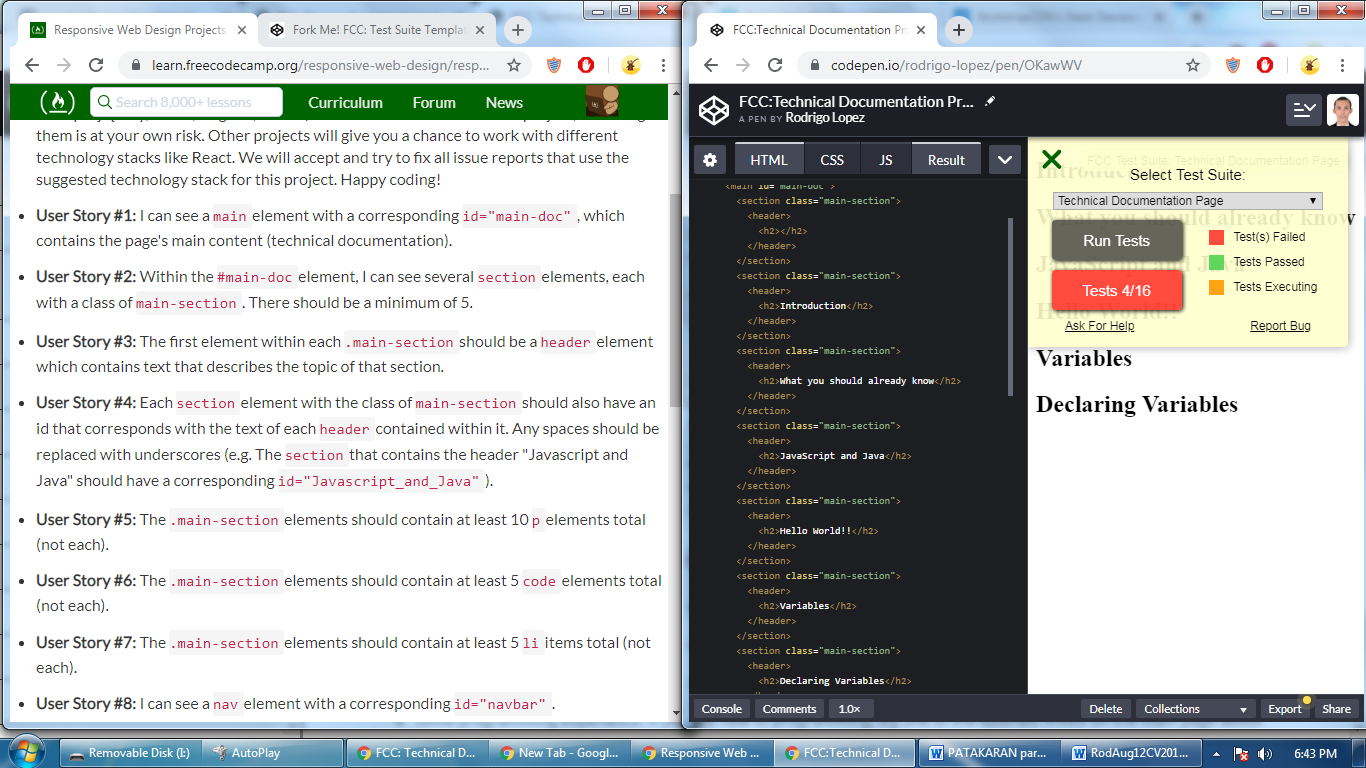 Responsive Web Design Projects
Fork Me! FCC: Test Suite Templa
learn.freecodecamp.org/responsive-web-design/resp...
Search 8,000+ lessons
Curriculum
Forum
News
them is at your own risk. Other projects will give you a chance to work with different
technology stacks like React. We will accept and try to fix all issue reports that use the
suggested technology stack for this project. Happy coding!
User Story #1: I can see a main element with a corresponding id="main-doc" , which
contains the page's main content (technical documentation).
User Story #2: Within the #main-doc element, I can see several section elements, each
with a class of main-section . There should be a minimum of 5.
User Story #3: The first element within each .main-section should be a header element
which contains text that describes the topic of that section.
User Story #4: Each section element with the class of main-section should also have an
id that corresponds with the text of each header contained within it. Any spaces should be
replaced with underscores (e.g. The section that contains the header "Javascript and
Java" should have a corresponding id="Javascript_and_Java" ).
User Story #5: The .main-section elements should contain at least 10 p elements total
(not each).
User Story #6: The .main-section elements should contain at least 5 code elements total
(not each).
User Story #7: The .main-section elements should contain at least 5 li items total (not
each).
User Story #8: I can see a nav element with a corresponding id="navbar" .
FCC:Technical Documentation Pr
codepen.io/rodrigo-lopez/pen/OKawWV
FCC:Technical Documentation Pr...
A PEN BY Rodrigo Lopez
HTML
CSS
JS
Result
<main id="main-doc">
<section class="main-section">
<header>
<h2></h2>
</header>
</section>
<section class="main-section">
<header>
<h2>Introduction</h2>
</header>
</section>
<section class="main-section">
<header>
<h2>What you should already know</h2>
</header>
</section>
<section class="main-section">
<header>
<h2>JavaScript and Java</h2>
</header>
</section>
<section class="main-section">
<header>
<h2>Hello World!!</h2>
</header>
</section>
<section class="main-section">
<header>
<h2>Variables</h2>
</header>
</section>
<section class="main-section">
<header>
<h2>Declaring Variables</h2>
FCC Test Suite: Technical Documentation Page
Select Test Suite:
Technical Documentation Page
Run Tests
Tests 4/16
Test(s) Failed
Tests Passed
Tests Executing
Ask For Help
Report Bug
What you should already know
JavaScript and Java
Hello World!!
Variables
Declaring Variables
Console
Comments
1.0×
Delete
Collections
Export
Share
Removable Disk (I:)
AutoPlay
FCC: Technical D...
New Tab - Googl...
Responsive Web ...
FCC:Technical D...
PATAKARAN par...
RodAug12CV201...
6:43 PM